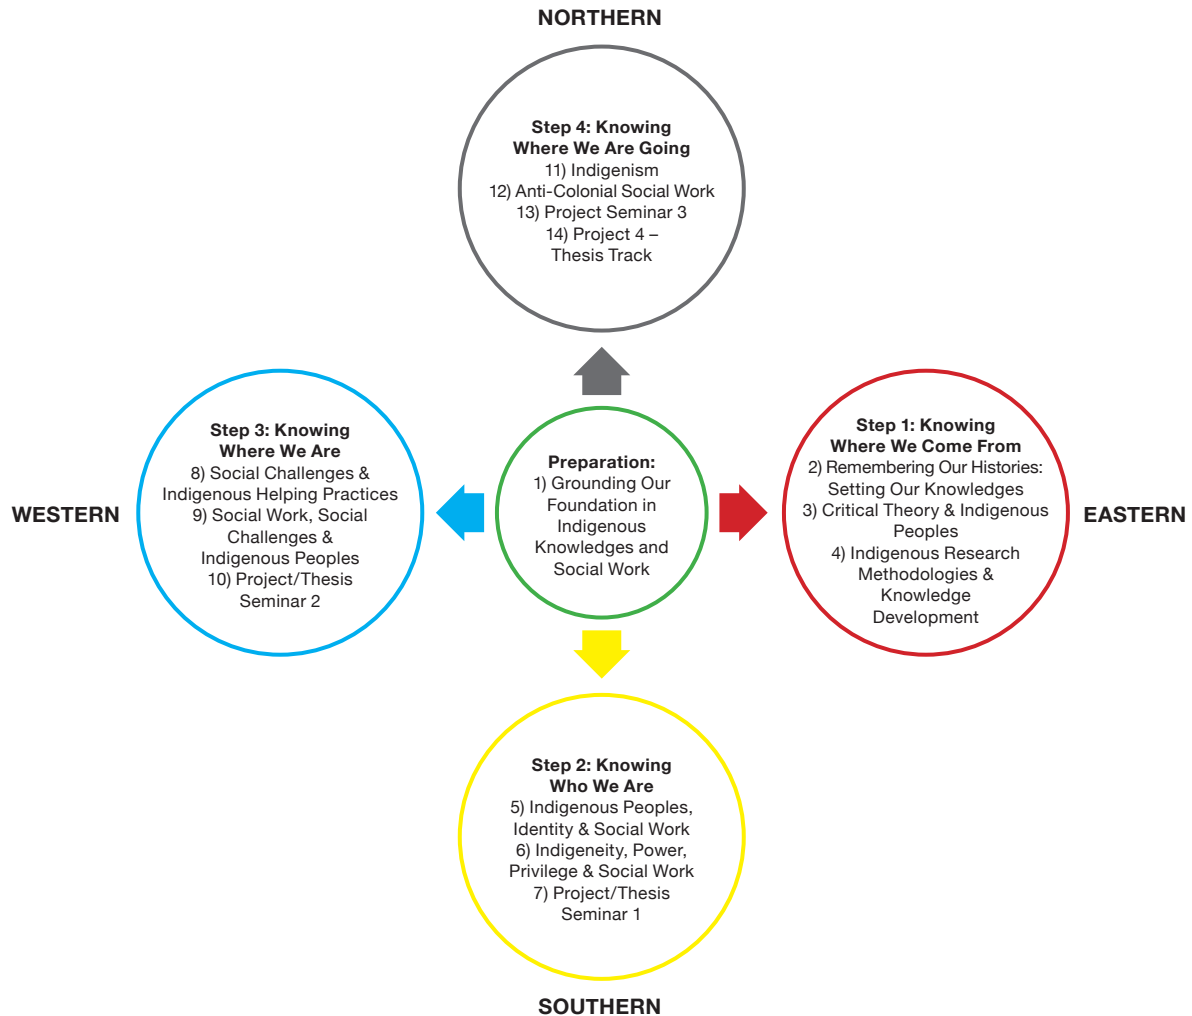 NORTHERN
Step 4: Knowing
Where We Are Going
11) Indigenism
12) Anti-Colonial Social Work
13) Project Seminar 3
14) Project 4 –
Thesis Track
WESTERN
Step 3: Knowing
Where We Are
8) Social Challenges &
Indigenous Helping Practices
9) Social Work, Social
Challenges &
Indigenous Peoples
10) Project/Thesis
Seminar 2
Preparation:
1) Grounding Our
Foundation in
Indigenous
Knowledges and
Social Work
Step 1: Knowing
Where We Come From
2) Remembering Our Histories:
Setting Our Knowledges
3) Critical Theory & Indigenous
Peoples
4) Indigenous Research
Methodologies &
Knowledge
Development
EASTERN
Step 2: Knowing
Who We Are
5) Indigenous Peoples,
Identity & Social Work
6) Indigeneity, Power,
Privilege & Social Work
7) Project/Thesis
Seminar 1
SOUTHERN